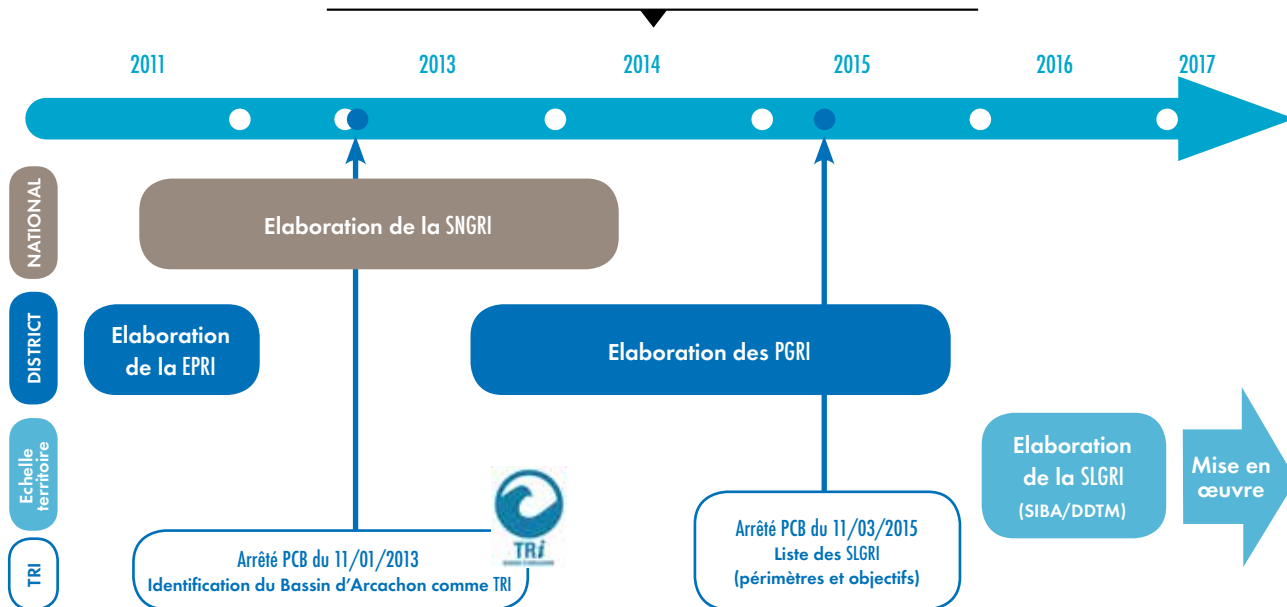 2011 2013 2014 2015 2016 2017
NATIONAL
Elaboration de la SNGRI
DISTRICT
Elaboration
de la EPRI
Elaboration des PGRI
Echelle
territoire
Elaboration
de la SLGRI
(SIBA/DDTM)
Mise en
œuvre
TRI
Arrêté PCB du 11/01/2013
Identification du Bassin d'Arcachon comme TRI
TRi
Arrêté PCB du 11/03/2015
Liste des SLGRI
(périmètres et objectifs)